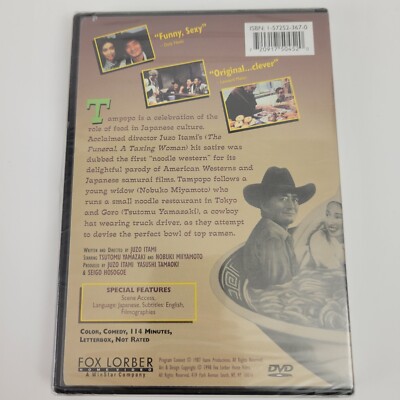 ISBN: 1-57252-367-0
"Funny, Sexy"
"Original...clever"
Tampopo is a celebration of the
role of food in Japanese culture.
Acclaimed director Juzo Itami's (The
Funeral, A Taxing Woman) his satire was
dubbed the first "noodle western" for
its delightful parody of American Westerns and
Japanese samurai films. Tampopo follows a
young widow (Nobuko Miyamoto) who
runs a small noodle restaurant in
Tokyo and Goro (Tsutomu Yamazaki), a cowboy
hat wearing truck driver, as they
attempt to devise the perfect bowl of top ramen.
Written and Directed by JUZO ITAMI
Starring TSUTOMU YAMAZAKI and NOBUKI MIYAMOTO
Produced by JUZO ITAMI YASUSHI TAMAOKI
& SEIGO HOSOGOE
SPECIAL FEATURES
Scene Access,
Language: Japanese, Subtitles: English,
Filmographies
Color, Comedy, 114 Minutes,
Letterbox, Not Rated
FOX LORBER
HOME VIDEO
A WinStar Company
DVD